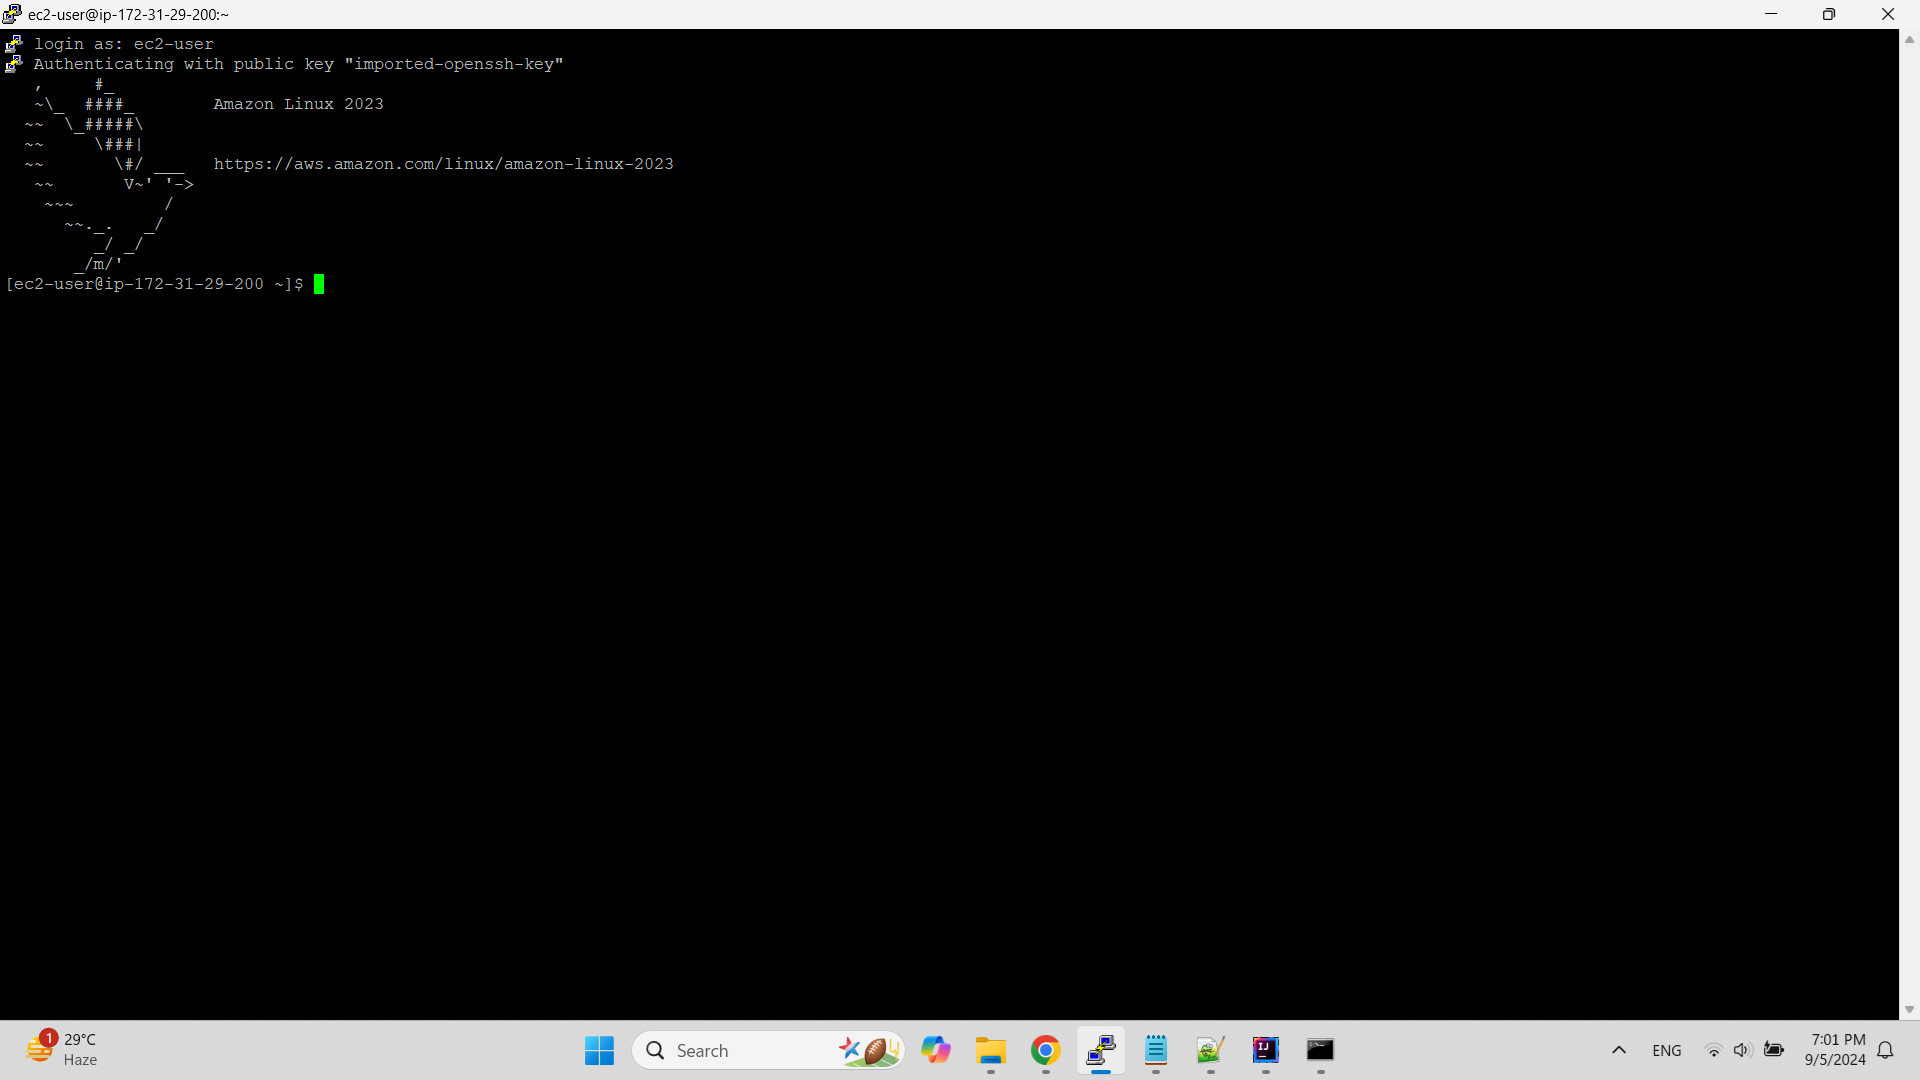 ec2-user@ip-172-31-29-200:~
login as: ec2-user
Authenticating with public key "imported-openssh-key"
   ,     #_
   ~\_  ####_        Amazon Linux 2023
  ~~  \_#####\
  ~~     \###|
  ~~       \#/ ___   https://aws.amazon.com/linux/amazon-linux-2023
   ~~       V~' '->
    ~~~         /
      ~~._.   _/
         _/ _/
       _/m/'
[ec2-user@ip-172-31-29-200 ~]$
1
29°C
Haze
Search
IJ
ENG
7:01 PM
9/5/2024